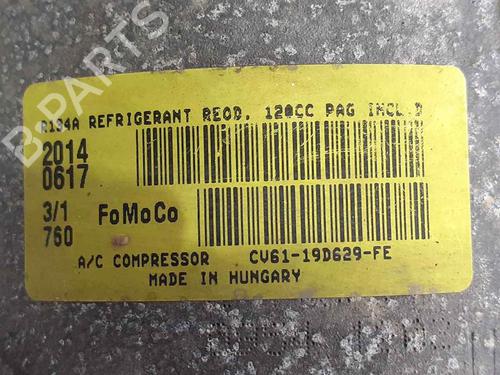 B-PARTS
R134A REFRIGERANT REQD. 120CC PAG INCL.D
2014
0617
3/1 FoMoCo
760
A/C COMPRESSOR CV61-19D629-FE
MADE IN HUNGARY